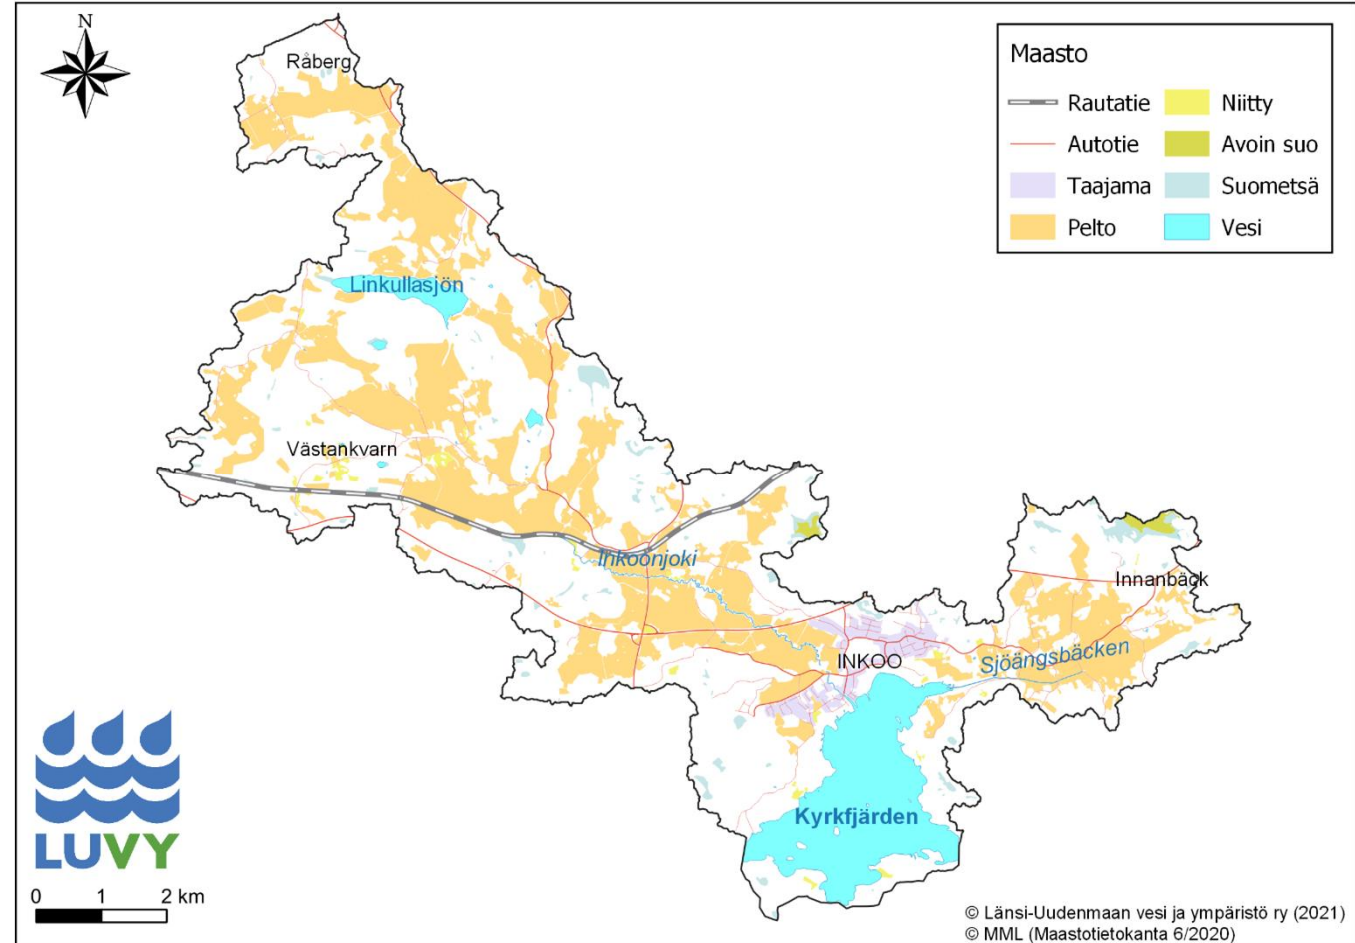 N
Råberg
Maasto
Rautatie
Niitty
Autotie
Avoin suo
Taajama
Suometsä
Pelto
Vesi
Linkullasjön
Västankvarn
Inkoonjoki
Innanbäck
INKOO
Sjöängsbäcken
Kyrkfjärden
LUVY
0 1 2 km
© Länsi-Uudenmaan vesi ja ympäristö ry (2021)
© MML (Maastotietokanta 6/2020)